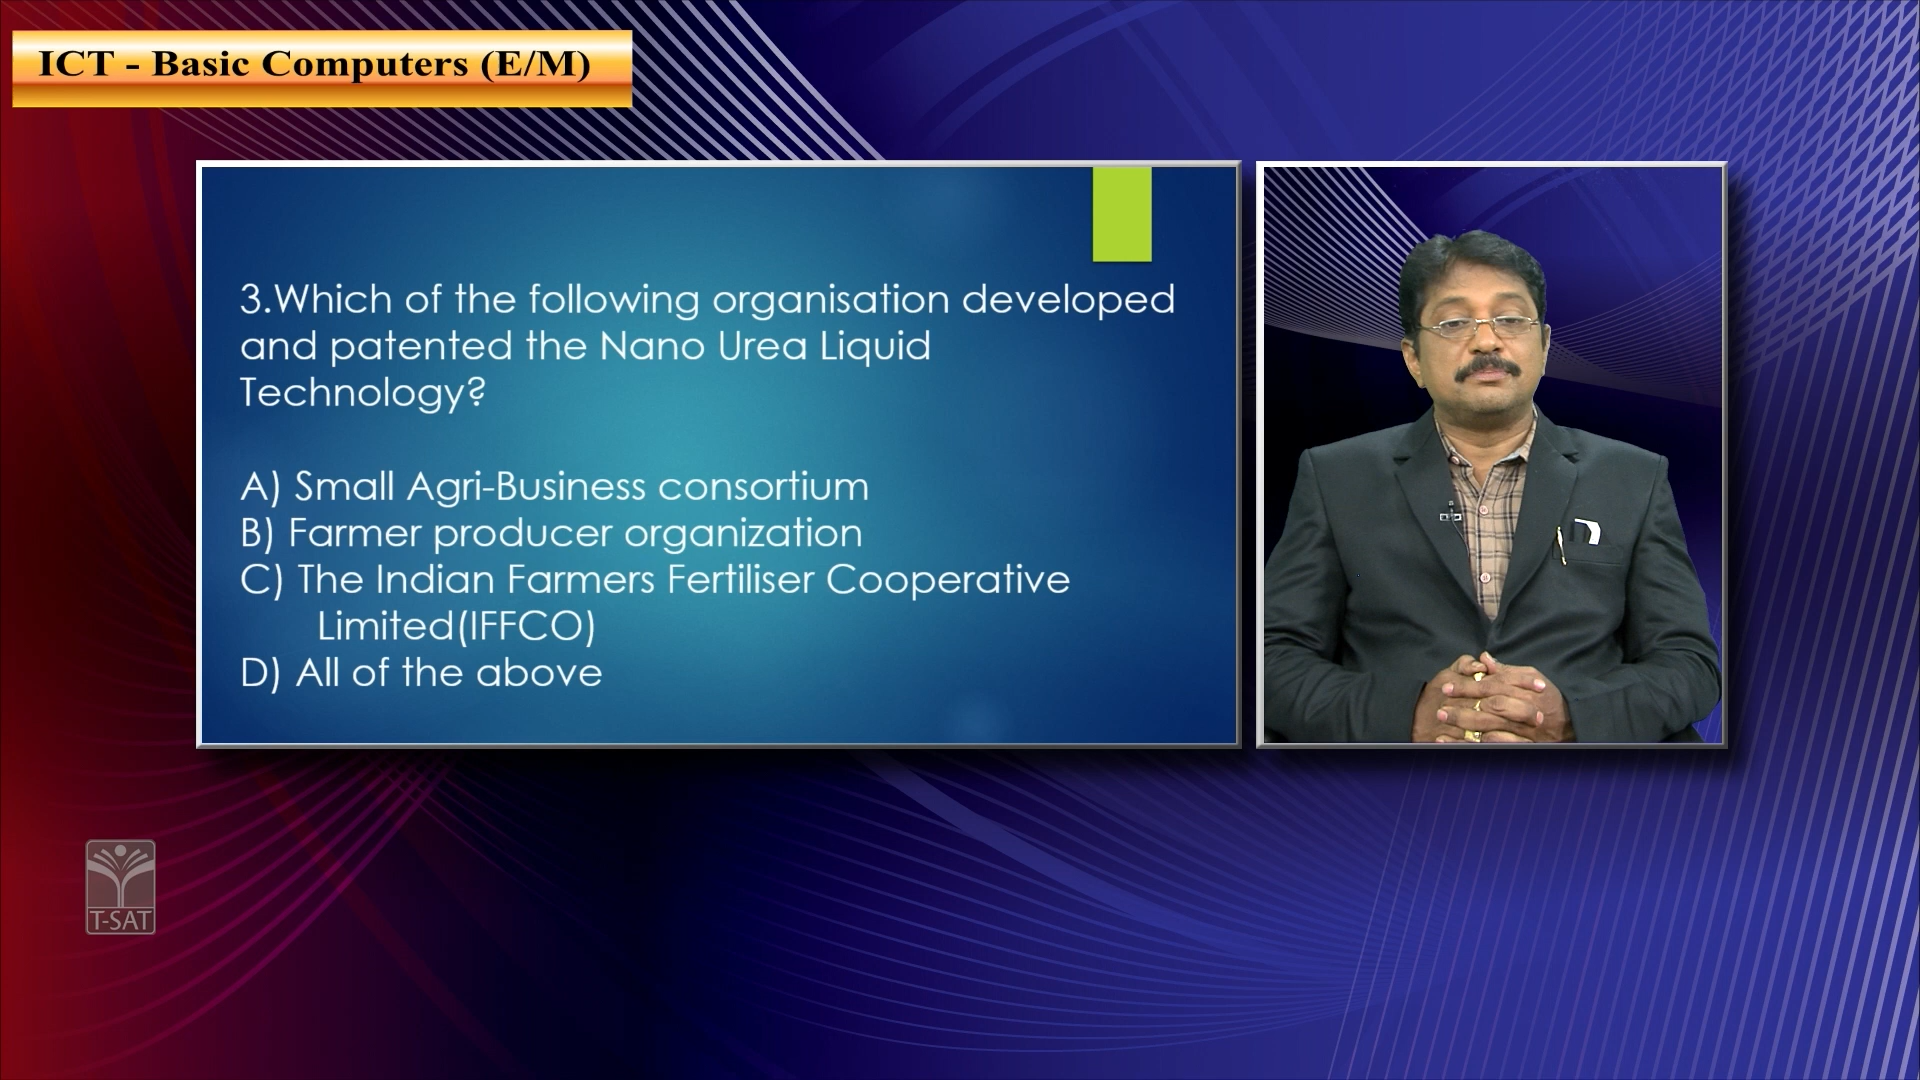 ICT - Basic Computers (E/M)
3.Which of the following organisation developed
and patented the Nano Urea Liquid
Technology?
A) Small Agri-Business consortium
B) Farmer producer organization
C) The Indian Farmers Fertiliser Cooperative
Limited(IFFCO)
D) All of the above
T-SAT